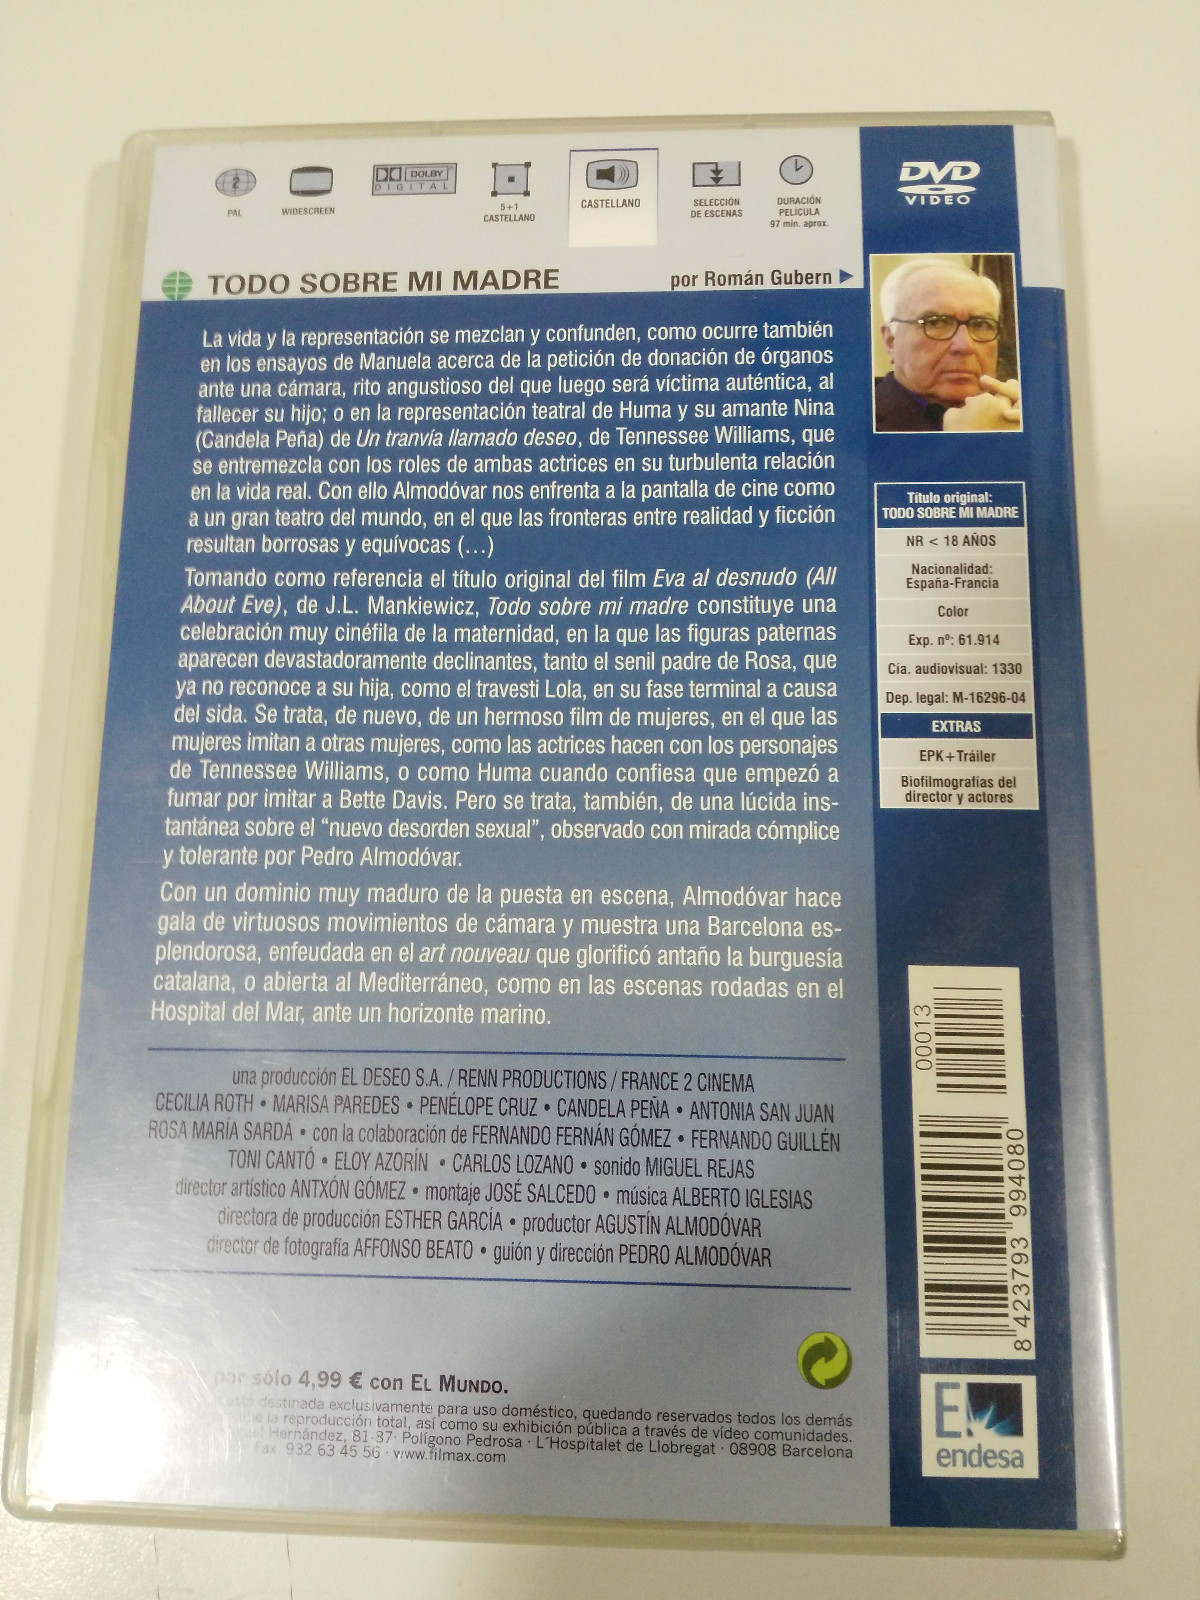 2
PAL
WIDESCREEN
DOLBY
DIGITAL
5+1
CASTELLANO
CASTELLANO
SELECCIÓN
DE ESCENAS
DURACIÓN
PELÍCULA
97 min. aprox.
DVD
VIDEO
TODO SOBRE MI MADRE
por Román Gubern
La vida y la representación se mezclan y confunden, como ocurre también
en los ensayos de Manuela acerca de la petición de donación de órganos
ante una cámara, rito angustioso del que luego será víctima auténtica, al
fallecer su hijo; o en la representación teatral de Huma y su amante Nina
(Candela Peña) de Un tranvía llamado deseo, de Tennessee Williams, que
se entremezcla con los roles de ambas actrices en su turbulenta relación
en la vida real. Con ello Almodóvar nos enfrenta a la pantalla de cine como
a un gran teatro del mundo, en el que las fronteras entre realidad y ficción
resultan borrosas y equívocas (...)
Tomando como referencia el título original del film Eva al desnudo (All
About Eve), de J.L. Mankiewicz, Todo sobre mi madre constituye una
celebración muy cinéfila de la maternidad, en la que las figuras paternas
aparecen devastadoramente declinantes, tanto el senil padre de Rosa, que
ya no reconoce a su hija, como el travesti Lola, en su fase terminal a causa
del sida. Se trata, de nuevo, de un hermoso film de mujeres, en el que las
mujeres imitan a otras mujeres, como las actrices hacen con los personajes
de Tennessee Williams, o como Huma cuando confiesa que empezó a
fumar por imitar a Bette Davis. Pero se trata, también, de una lúcida ins-
tantánea sobre el "nuevo desorden sexual", observado con mirada cómplice
y tolerante por Pedro Almodóvar.
Con un dominio muy maduro de la puesta en escena, Almodóvar hace
gala de virtuosos movimientos de cámara y muestra una Barcelona es-
plendorosa, enfeudada en el art nouveau que glorificó antaño la burguesía
catalana, o abierta al Mediterráneo, como en las escenas rodadas en el
Hospital del Mar, ante un horizonte marino.
una producción EL DESEO S.A. / RENN PRODUCTIONS / FRANCE 2 CINEMA
CECILIA ROTH • MARISA PAREDES • PENÉLOPE CRUZ • CANDELA PEÑA • ANTONIA SAN JUAN
ROSA MARÍA SARDÁ • con la colaboración de FERNANDO FERNÁN GÓMEZ • FERNANDO GUILLÉN
TONI CANTÓ • ELOY AZORÍN • CARLOS LOZANO • sonido MIGUEL REJAS
director artístico ANTXÓN GÓMEZ • montaje JOSÉ SALCEDO • música ALBERTO IGLESIAS
directora de producción ESTHER GARCÍA • productor AGUSTÍN ALMODÓVAR
director de fotografía AFFONSO BEATO • guión y dirección PEDRO ALMODÓVAR
por sólo 4,99 € con EL MUNDO.
destinada exclusivamente para uso doméstico, quedando reservados todos los demás
la reproducción total, así como su exhibición pública a través de vídeo comunidades.
Hernández, 81-87· Polígono Pedrosa · L´Hospitalet de Llobregat · 08908 Barcelona
932 63 45 56 · www.filmax.com
Título original:
TODO SOBRE MI MADRE
NR < 18 AÑOS
Nacionalidad:
España-Francia
Color
Exp. nº: 61.914
Cía. audiovisual: 1330
Dep. legal: M-16296-04
EXTRAS
EPK+Tráiler
Biofilmografías del
director y actores
00013
8 423793 994080
E
endesa